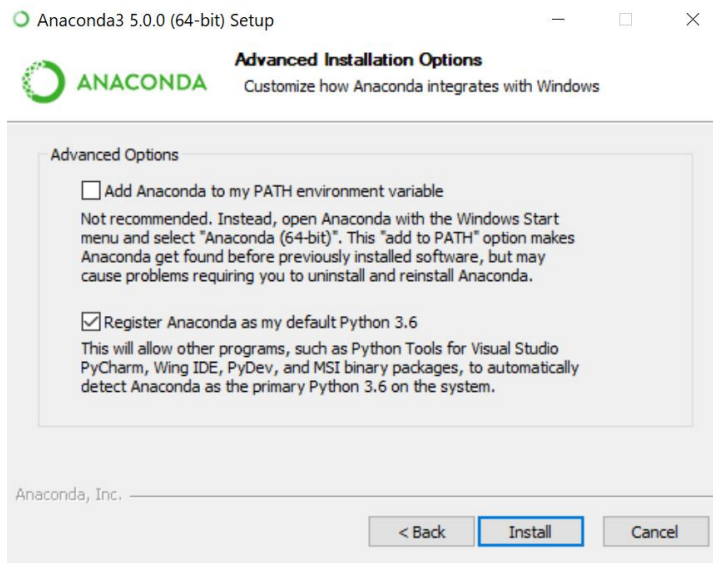 Anaconda3 5.0.0 (64-bit) Setup
ANACONDA
Advanced Installation Options
Customize how Anaconda integrates with Windows
Advanced Options
Add Anaconda to my PATH environment variable
Not recommended. Instead, open Anaconda with the Windows Start
menu and select "Anaconda (64-bit)". This "add to PATH" option makes
Anaconda get found before previously installed software, but may
cause problems requiring you to uninstall and reinstall Anaconda.
Register Anaconda as my default Python 3.6
This will allow other programs, such as Python Tools for Visual Studio
PyCharm, Wing IDE, PyDev, and MSI binary packages, to automatically
detect Anaconda as the primary Python 3.6 on the system.
Anaconda, Inc.
< Back
Install
Cancel